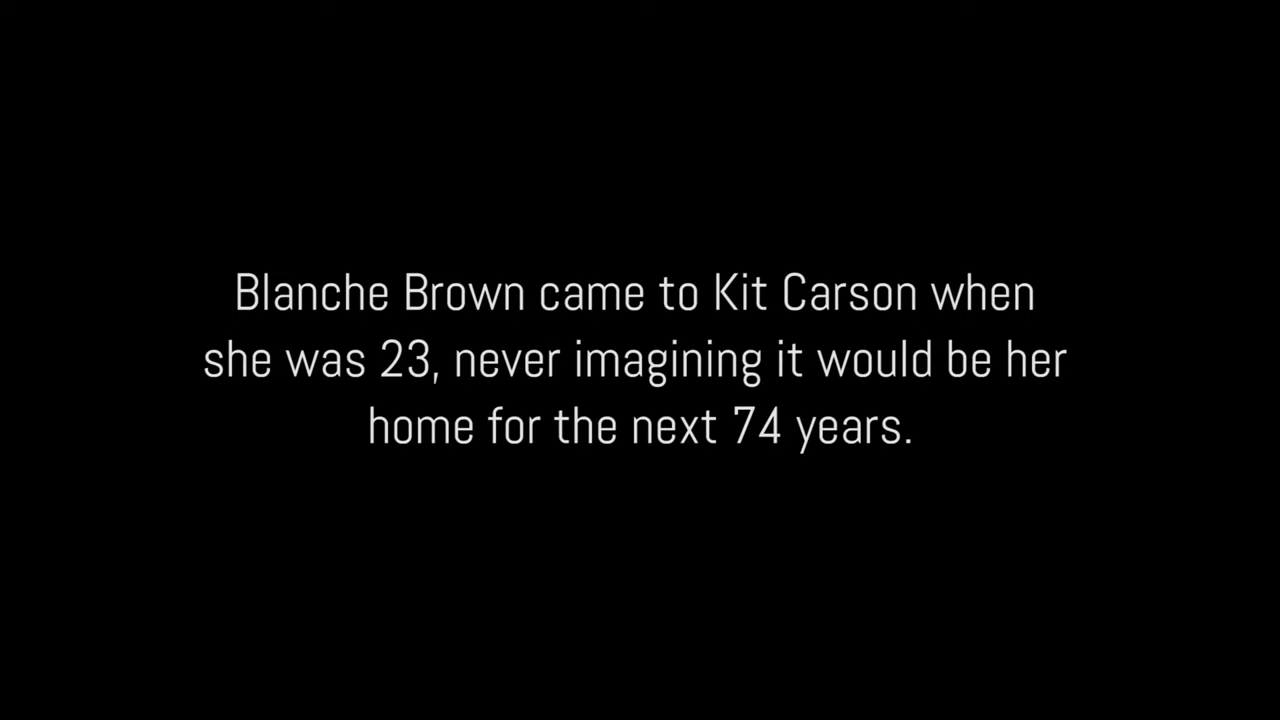 Blanche Brown came to Kit Carson when
she was 23, never imagining it would be her
home for the next 74 years.